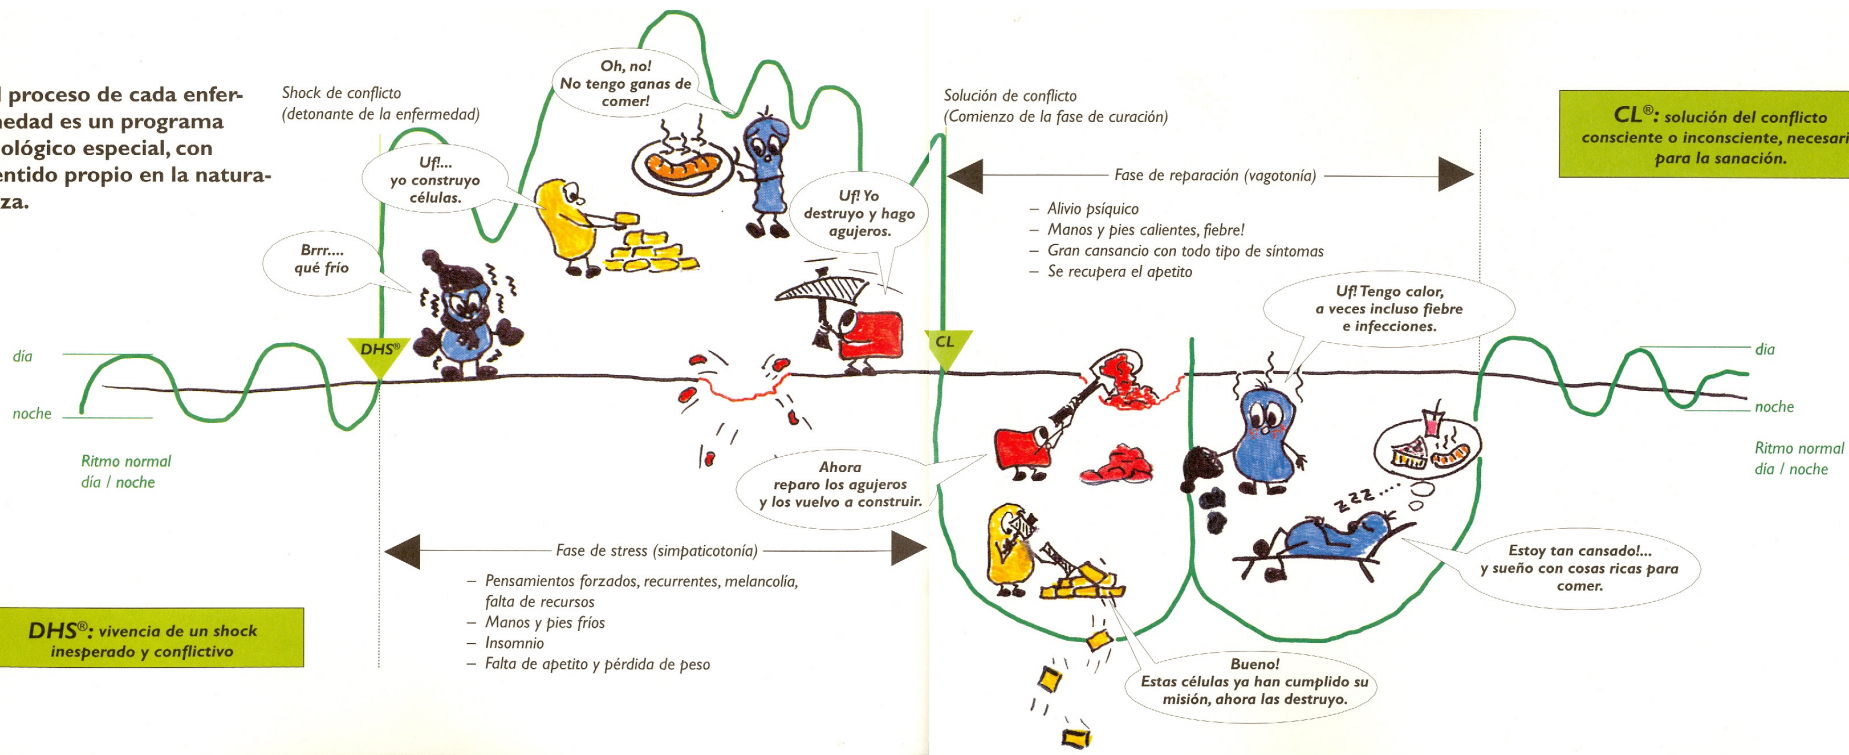 l proceso de cada enfer-
nedad es un programa
ológico especial, con
entido propio en la natura-
za.
Shock de conflicto
(detonante de la enfermedad)
Oh, no!
No tengo ganas de
comer!
Uf!...
yo construyo
células.
Brrr....
qué frío
Uf! Yo
destruyo y hago
agujeros.
Solución de conflicto
(Comienzo de la fase de curación)
Fase de reparación (vagotonía)
– Alivio psíquico
– Manos y pies calientes, fiebre!
– Gran cansancio con todo tipo de síntomas
– Se recupera el apetito
CL®: solución del conflicto
consciente o inconsciente, necesari
para la sanación.
Uf! Tengo calor,
a veces incluso fiebre
e infecciones.
DHS®
CL
día
noche
Ritmo normal
día / noche
dia
noche
Ritmo normal
día / noche
Ahora
reparo los agujeros
y los vuelvo a construir.
zzz....
Estoy tan cansado!...
y sueño con cosas ricas para
comer.
Fase de stress (simpaticotonía)
– Pensamientos forzados, recurrentes, melancolía,
falta de recursos
– Manos y pies fríos
– Insomnio
– Falta de apetito y pérdida de peso
DHS®: vivencia de un shock
inesperado y conflictivo
Bueno!
Estas células ya han cumplido su
misión, ahora las destruyo.